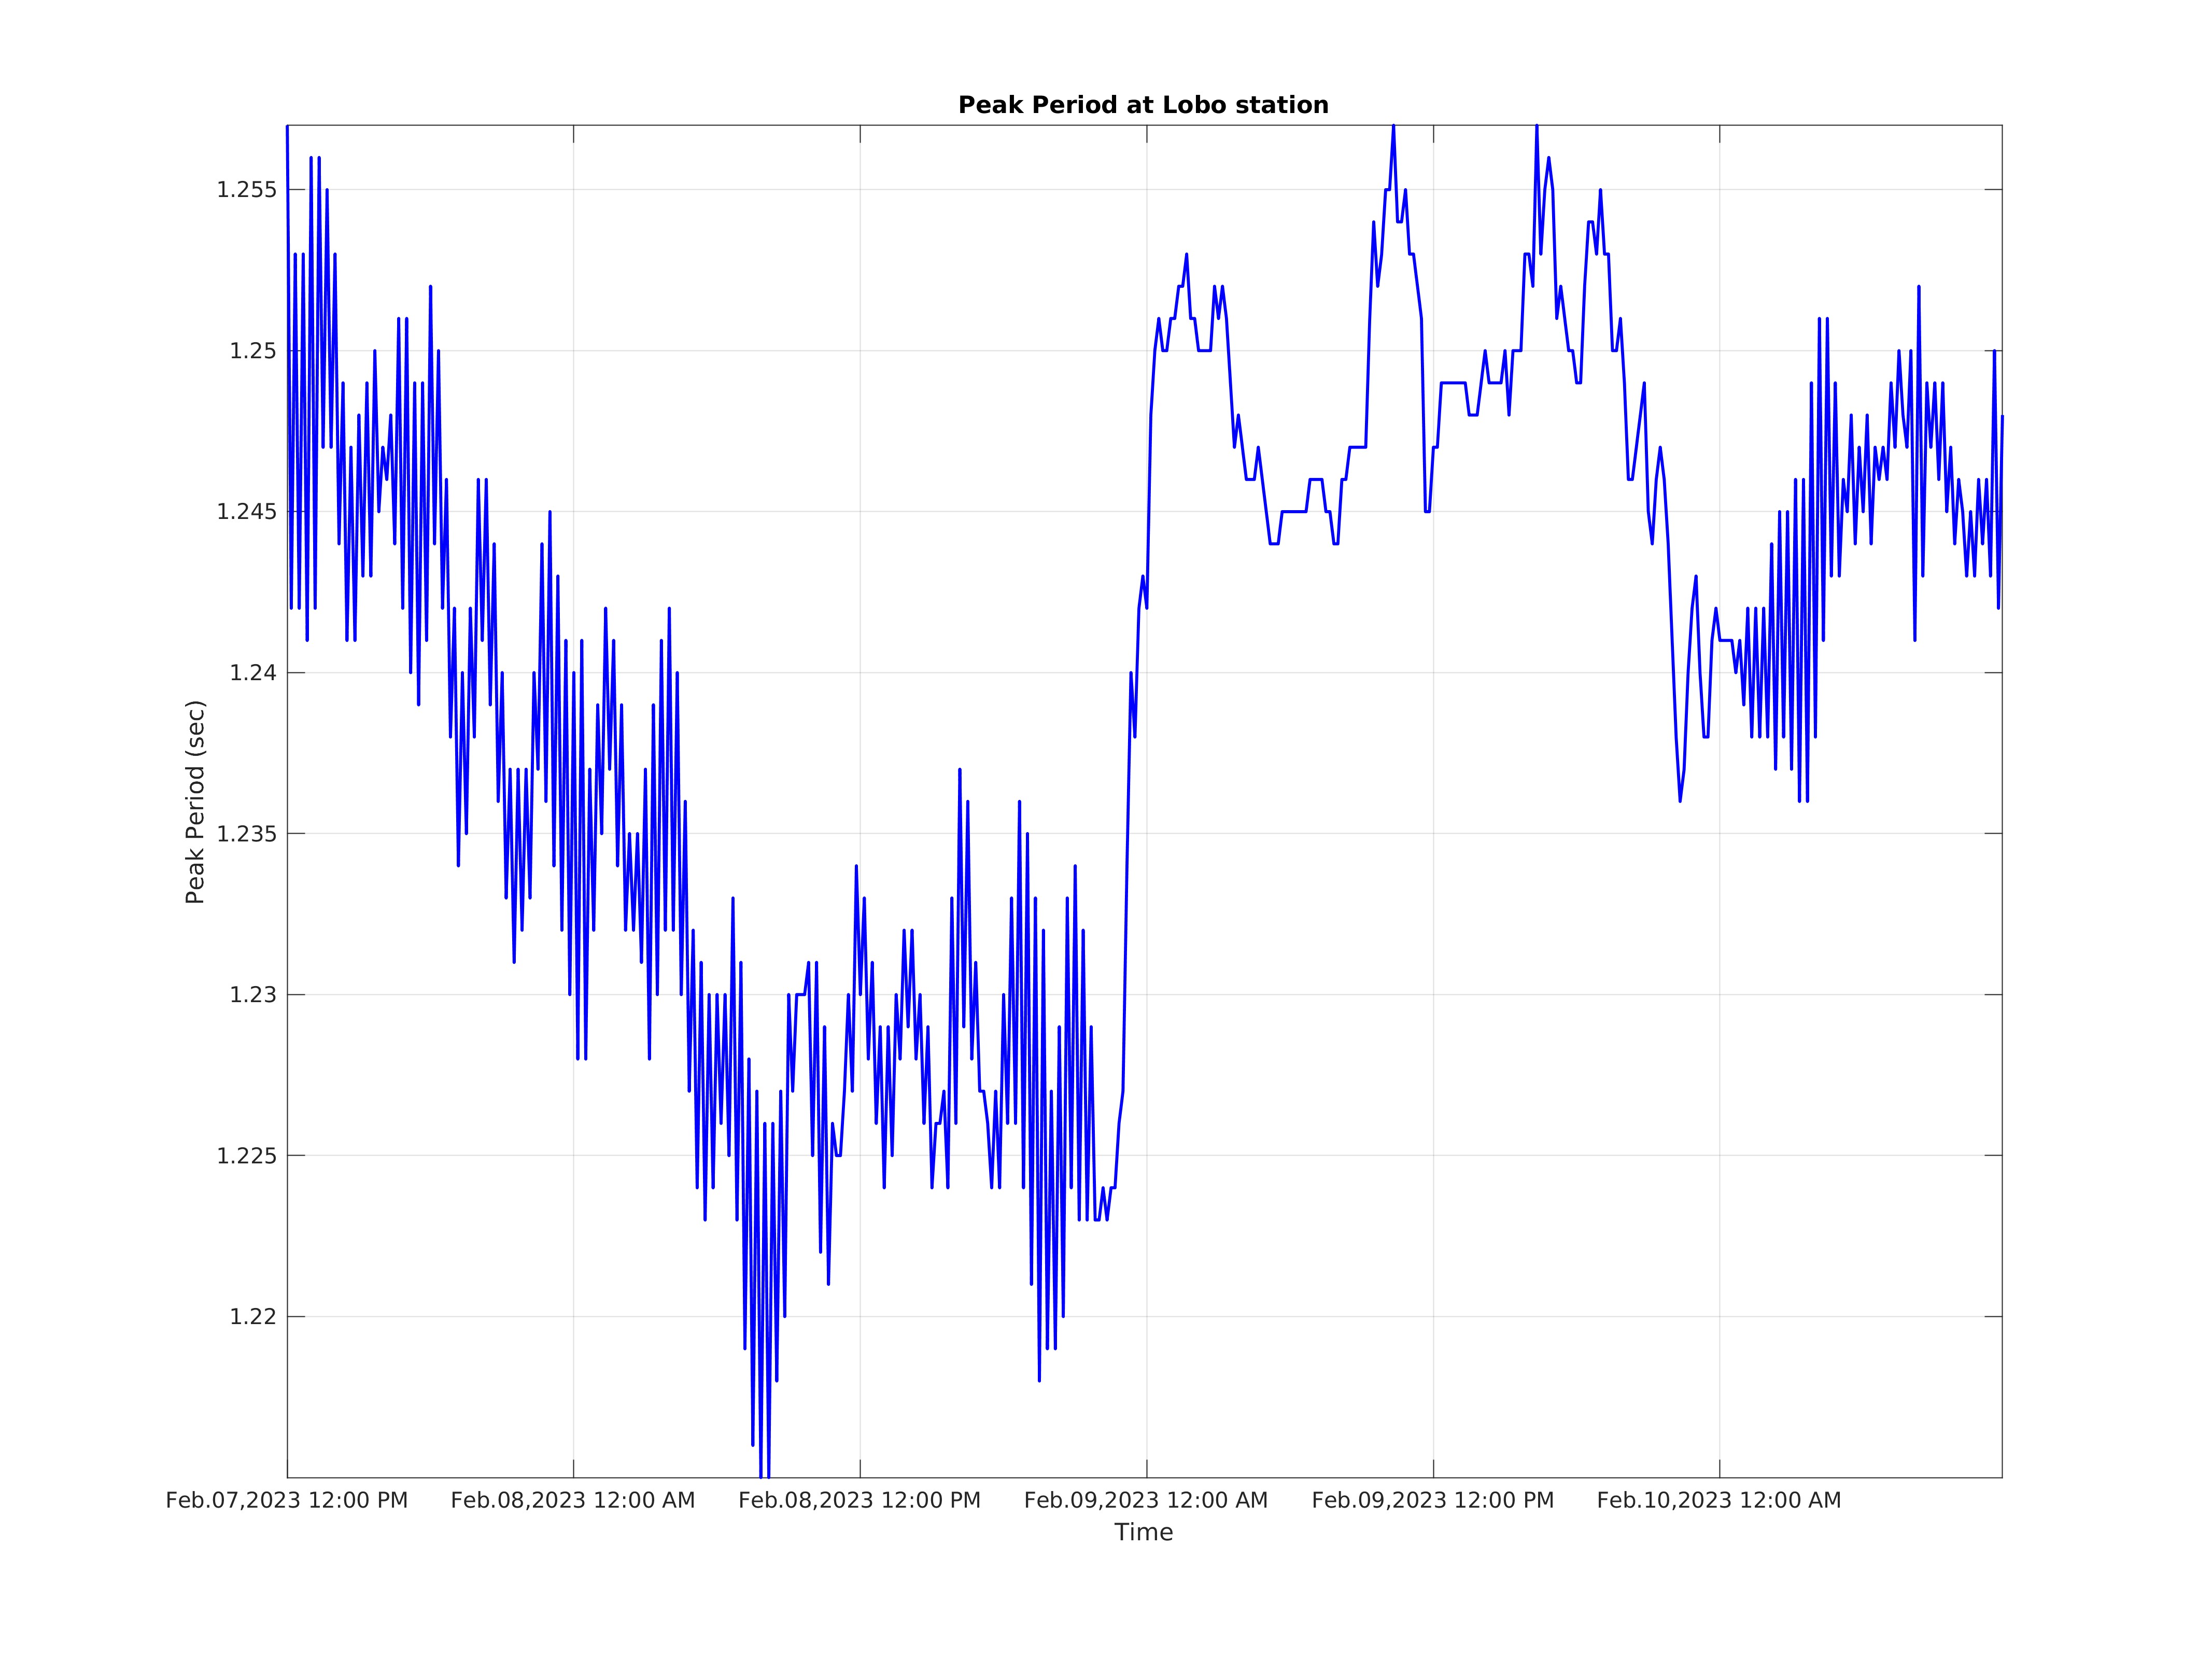 Peak Period at Lobo station
Peak Period (sec)
1.255
1.25
1.245
1.24
1.235
1.23
1.225
1.22
Feb.07,2023 12:00 PM
Feb.08,2023 12:00 AM
Feb.08,2023 12:00 PM
Feb.09,2023 12:00 AM
Feb.09,2023 12:00 PM
Feb.10,2023 12:00 AM
Time